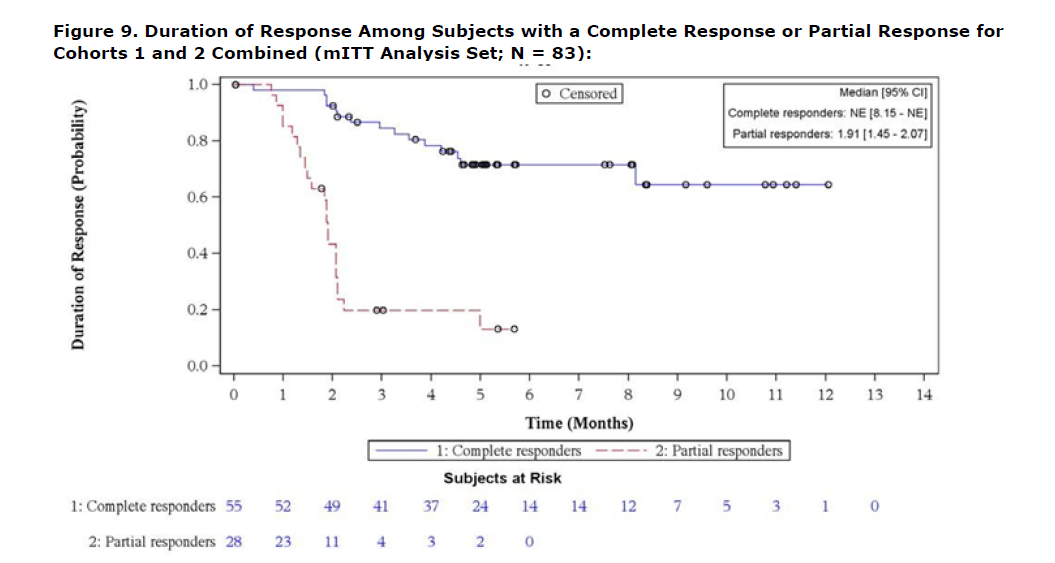 Figure 9. Duration of Response Among Subjects with a Complete Response or Partial Response for
Cohorts 1 and 2 Combined (mITT Analysis Set; N = 83):
Censored
Median [95% CI]
Complete responders: NE [8.15 - NE]
Partial responders: 1.91 [1.45 - 2.07]
Duration of Response (Probability)
1.0
0.8
0.6
0.4
0.2
0.0
0 1 2 3 4 5 6 7 8 9 10 11 12 13 14
Time (Months)
1: Complete responders 2: Partial responders
Subjects at Risk
1: Complete responders 55 52 49 41 37 24 14 14 12 7 5 3 1 0
2: Partial responders 28 23 11 4 3 2 0